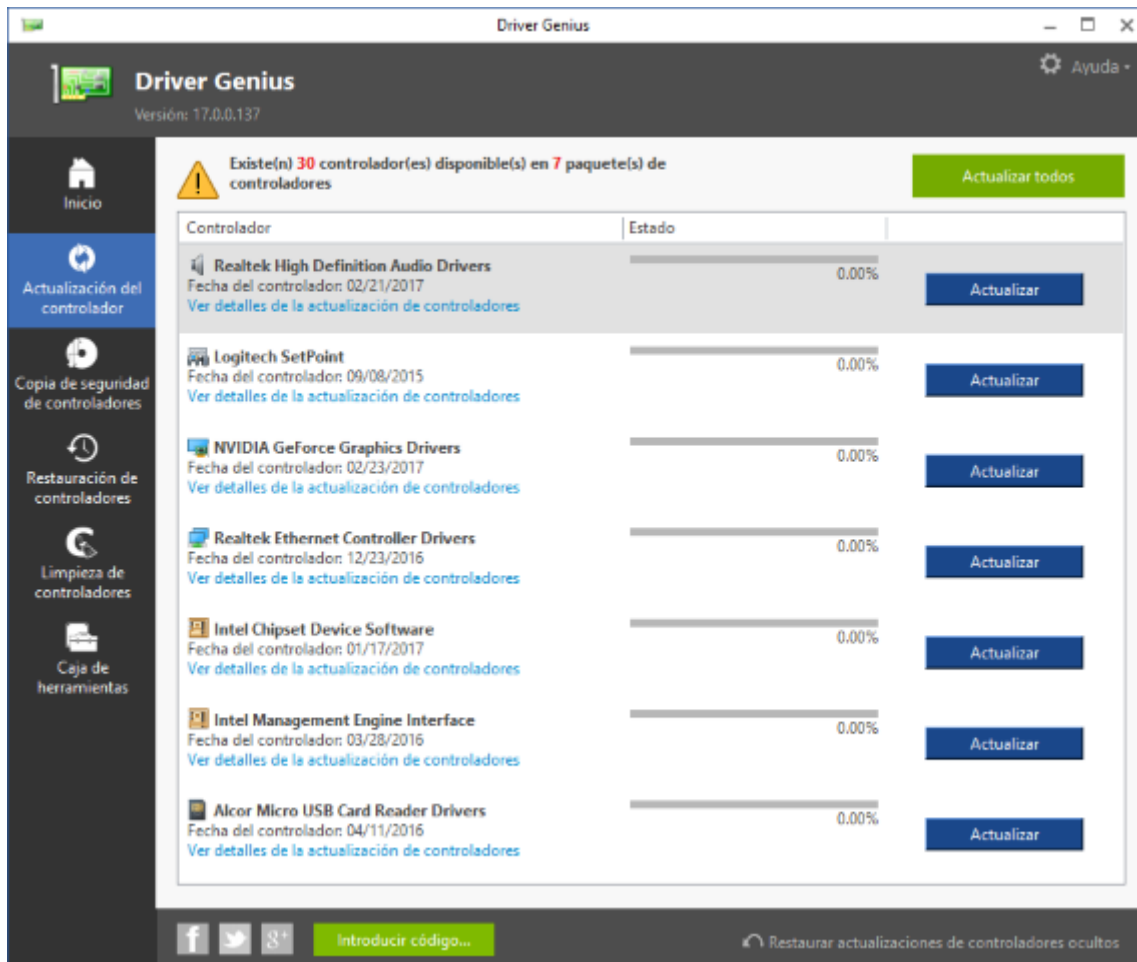 Driver Genius
Driver Genius
Versión: 17.0.0.137
Ayuda
Inicio
Actualización del
controlador
Copia de seguridad
de controladores
Restauración de
controladores
Limpieza de
controladores
Caja de
herramientas
Existe(n) 30 controlador(es) disponible(s) en 7 paquete(s) de
controladores
Actualizar todos
Controlador Estado
Realtek High Definition Audio Drivers
Fecha del controlador: 02/21/2017
Ver detalles de la actualización de controladores
0.00%
Actualizar
Logitech SetPoint
Fecha del controlador: 09/08/2015
Ver detalles de la actualización de controladores
0.00%
Actualizar
NVIDIA GeForce Graphics Drivers
Fecha del controlador: 02/23/2017
Ver detalles de la actualización de controladores
0.00%
Actualizar
Realtek Ethernet Controller Drivers
Fecha del controlador: 12/23/2016
Ver detalles de la actualización de controladores
0.00%
Actualizar
Intel Chipset Device Software
Fecha del controlador: 01/17/2017
Ver detalles de la actualización de controladores
0.00%
Actualizar
Intel Management Engine Interface
Fecha del controlador: 03/28/2016
Ver detalles de la actualización de controladores
0.00%
Actualizar
Alcor Micro USB Card Reader Drivers
Fecha del controlador: 04/11/2016
Ver detalles de la actualización de controladores
0.00%
Actualizar
f
8+
Introducir código...
Restaurar actualizaciones de controladores ocultos